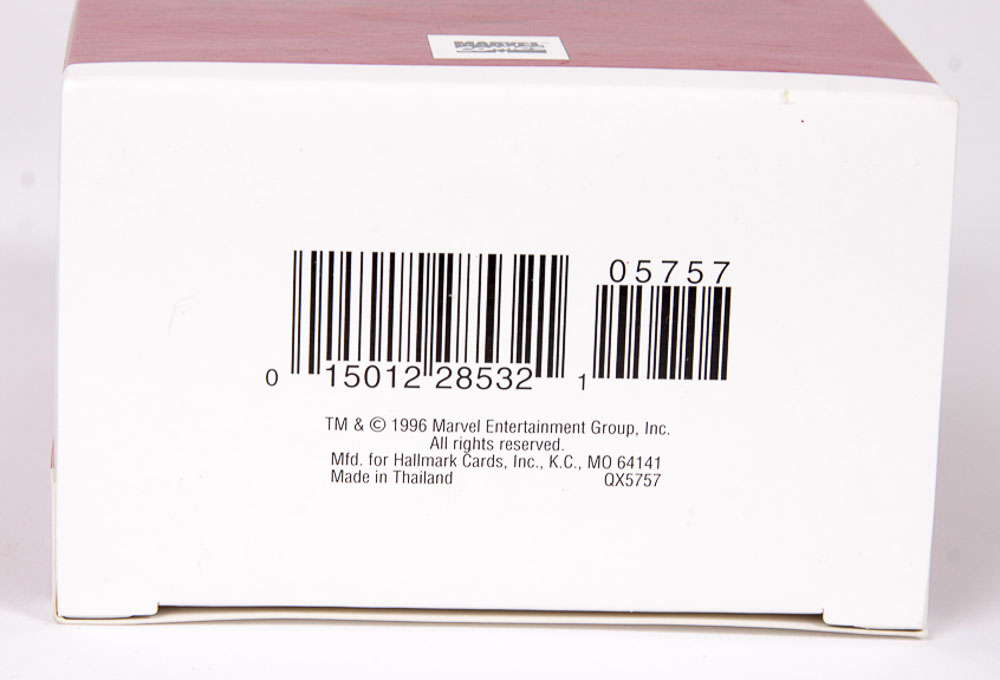 MARVEL
05757
0 15012 28532 1
TM & © 1996 Marvel Entertainment Group, Inc.
All rights reserved.
Mfd. for Hallmark Cards, Inc., K.C., MO 64141
Made in Thailand QX5757